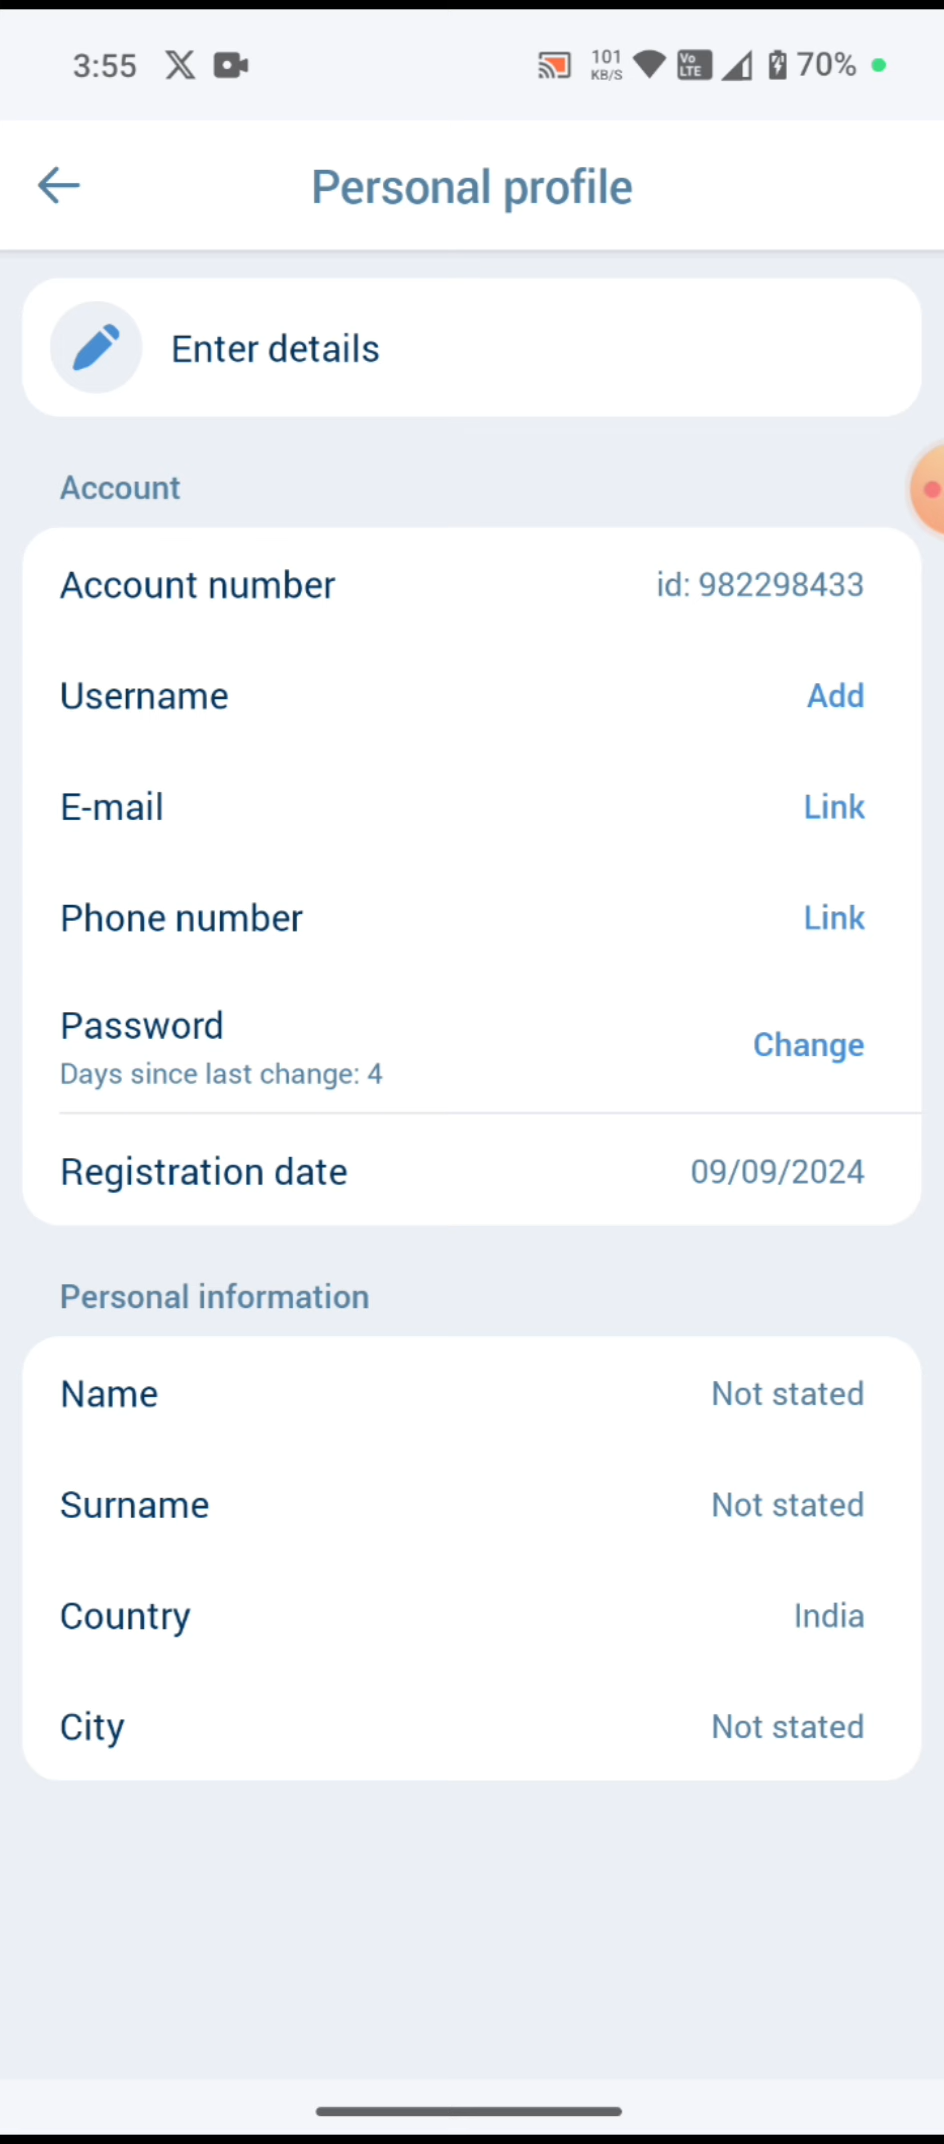 3:55
101
KB/S
Vo
LTE
70%
Personal profile
Enter details
Account
Account number id: 982298433
Username Add
E-mail Link
Phone number Link
Password
Change
Days since last change: 4
Registration date 09/09/2024
Personal information
Name Not stated
Surname Not stated
Country India
City Not stated